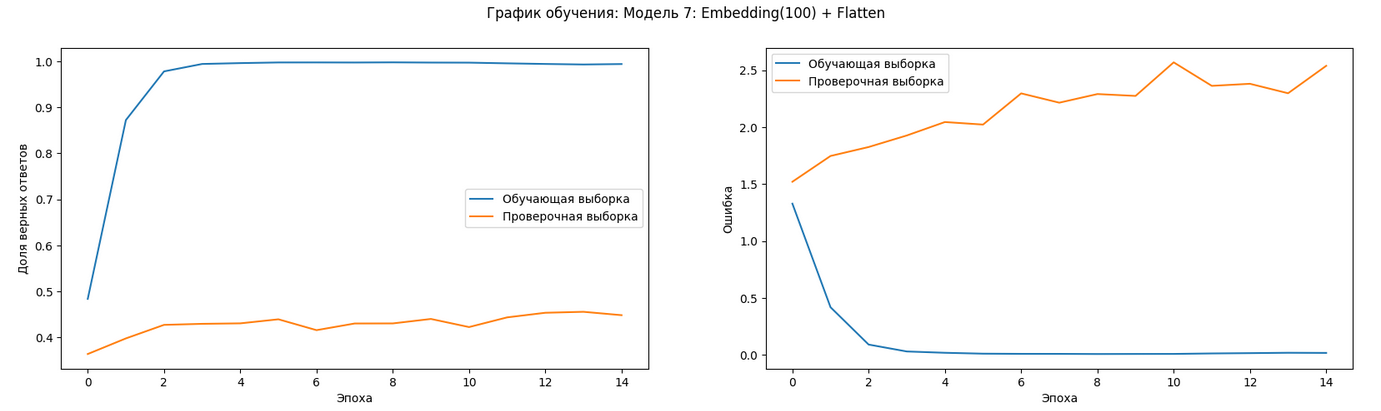 График обучения: Модель 7: Embedding(100) + Flatten
Доля верных ответов
1.0
0.9
0.8
0.7
0.6
0.5
0.4
0 2 4 6 8 10 12 14
Эпоха
Обучающая выборка
Проверочная выборка
Ошибка
2.5
2.0
1.5
1.0
0.5
0.0
0 2 4 6 8 10 12 14
Эпоха
Обучающая выборка
Проверочная выборка